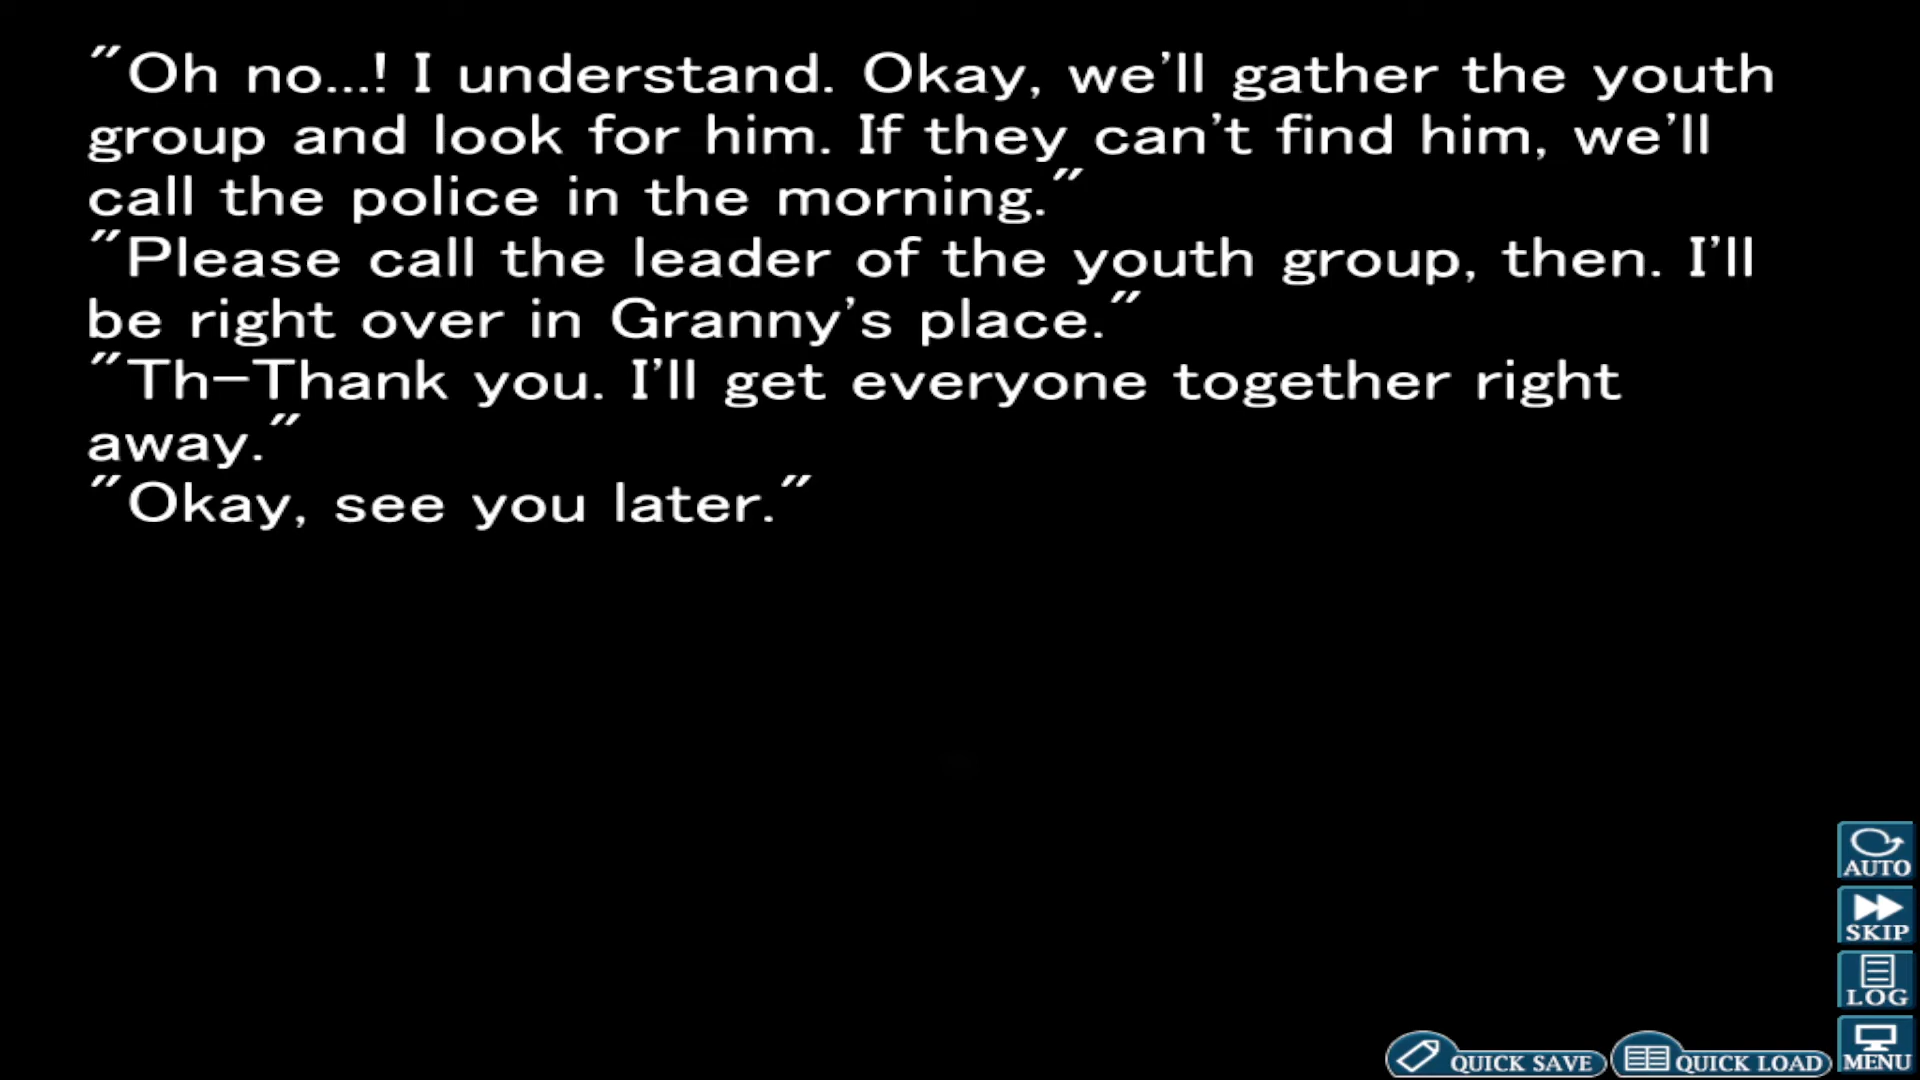 "Oh no...! I understand. Okay, we'll gather the youth
group and look for him. If they can't find him, we'll
call the police in the morning."
"Please call the leader of the youth group, then. I'll
be right over in Granny's place."
"Th-Thank you. I'll get everyone together right
away."
"Okay, see you later."
AUTO
SKIP
LOG
QUICK SAVE
QUICK LOAD
MENU